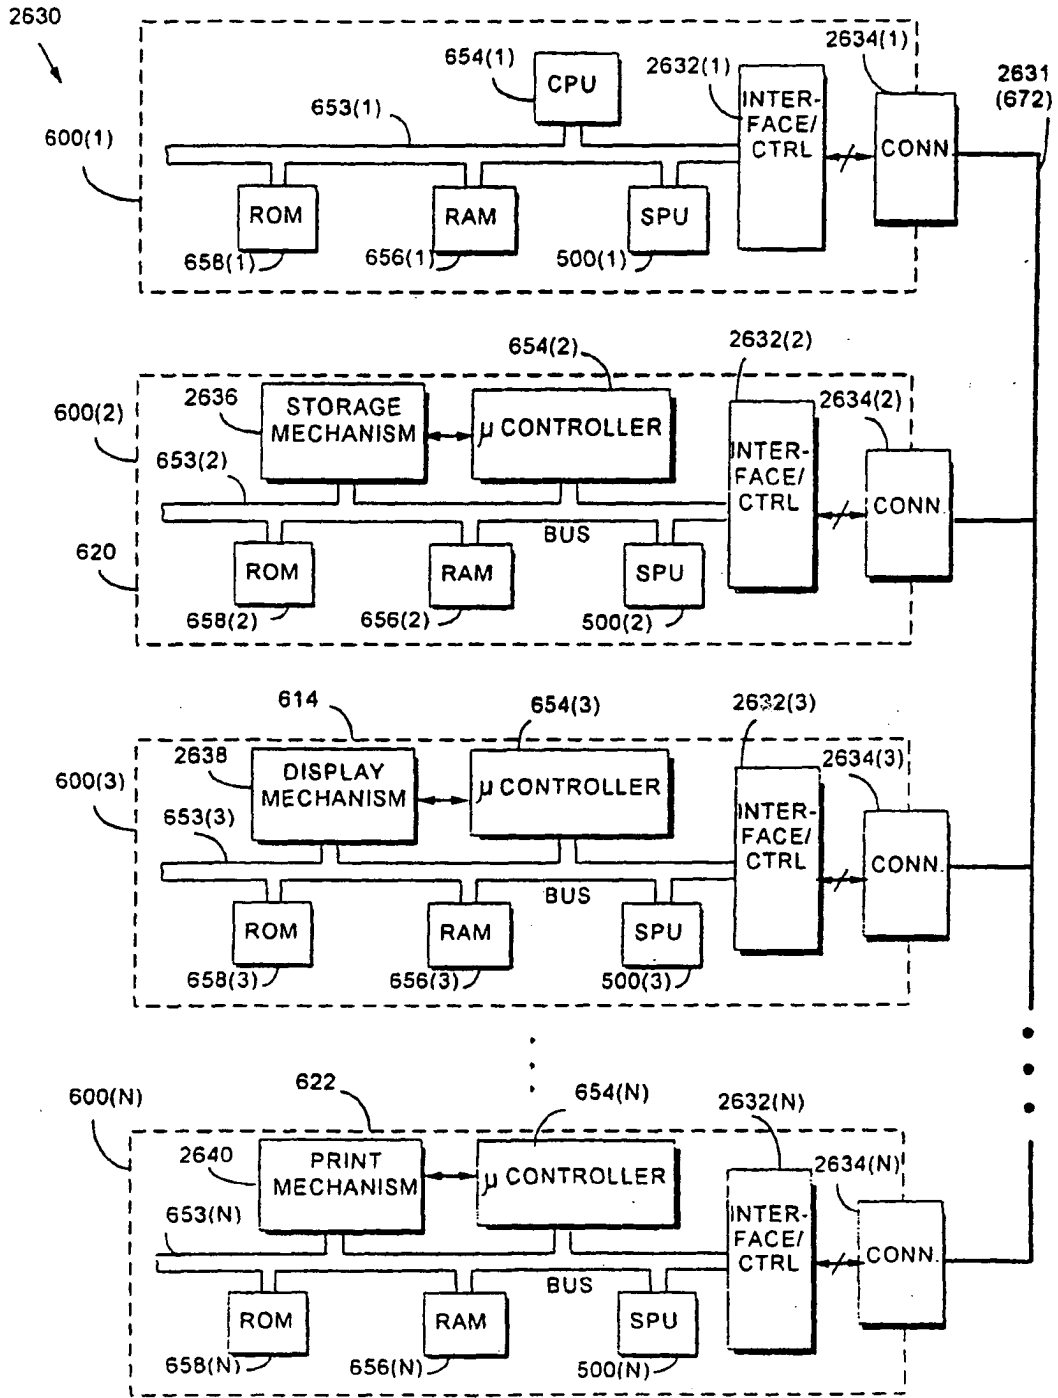 2630
654(1)
2632(1)
2634(1)
2631
(672)
CPU
INTER-
FACE/
CTRL
653(1)
600(1)
CONN.
ROM
RAM
SPU
658(1)
656(1)
500(1)
654(2)
2632(2)
600(2)
2636
STORAGE
MECHANISM
μ CONTROLLER
2634(2)
INTER-
FACE/
CTRL
653(2)
CONN.
BUS
620
ROM
RAM
SPU
658(2)
656(2)
500(2)
614
654(3)
2632(3)
600(3)
2638
DISPLAY
MECHANISM
μ CONTROLLER
2634(3)
INTER-
FACE/
CTRL
653(3)
CONN.
BUS
ROM
RAM
SPU
658(3)
656(3)
500(3)
600(N)
622
654(N)
2632(N)
2640
PRINT
MECHANISM
μ CONTROLLER
2634(N)
INTER-
FACE/
CTRL
653(N)
CONN.
BUS
ROM
RAM
SPU
658(N)
656(N)
500(N)